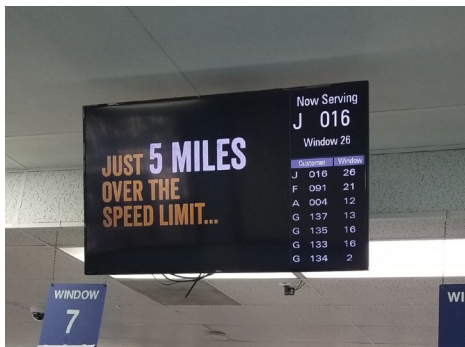 JUST 5 MILES
OVER THE
SPEED LIMIT...
Now Serving
J 016
Window 26
Customer Window
J 016 26
F 091 21
A 004 12
G 137 13
G 135 16
G 133 16
G 134 2
WINDOW
7
WI